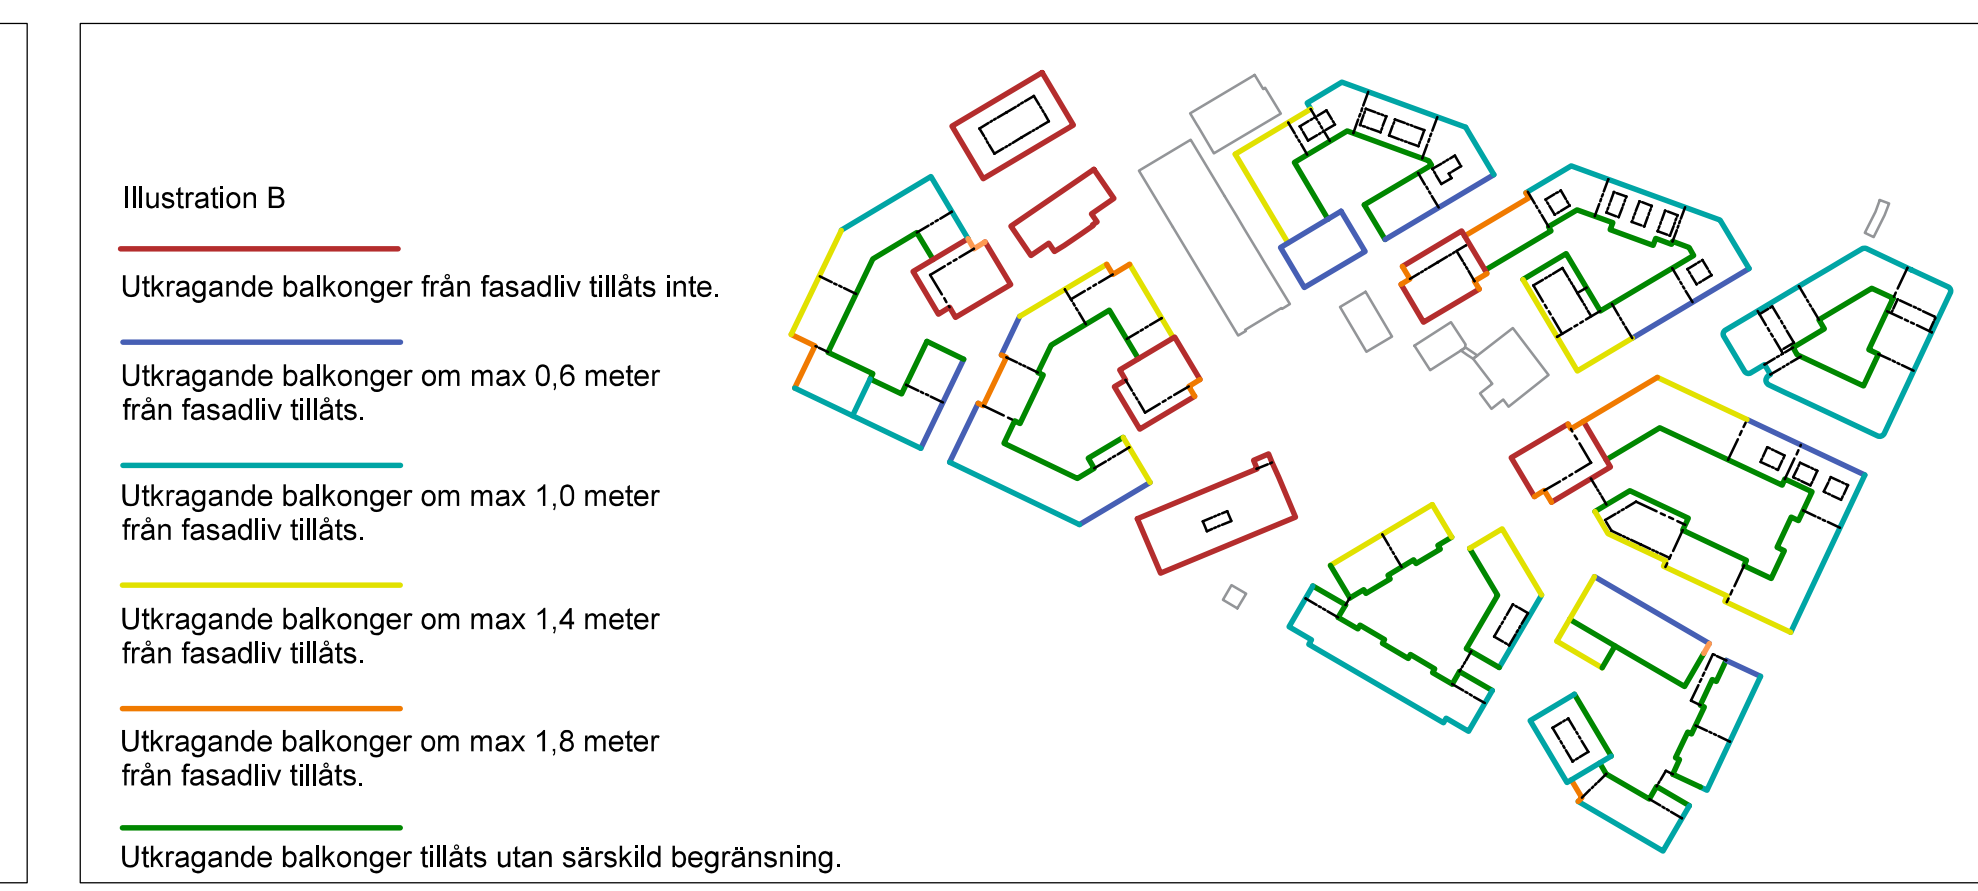 Illustration B
Utkragande balkonger från fasadliv tillåts inte.
Utkragande balkonger om max 0,6 meter
från fasadliv tillåts.
Utkragande balkonger om max 1,0 meter
från fasadliv tillåts.
Utkragande balkonger om max 1,4 meter
från fasadliv tillåts.
Utkragande balkonger om max 1,8 meter
från fasadliv tillåts.
Utkragande balkonger tillåts utan särskild begränsning.